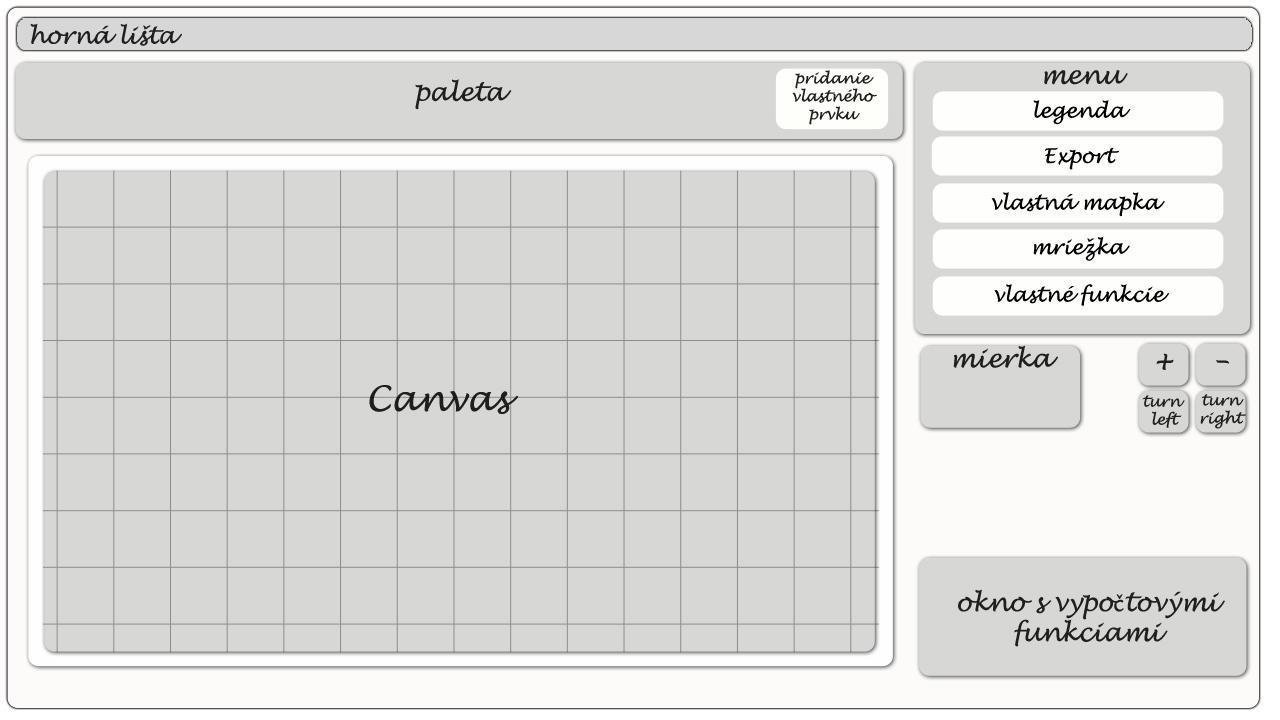 horná lišta
paleta
pridanie
vlastného
prvku
menu
legenda
Export
vlastná mapka
mriežka
vlastné funkcie
Canvas
mierka
+ -
turn
left
turn
right
okno s vypočtovými
funkciami